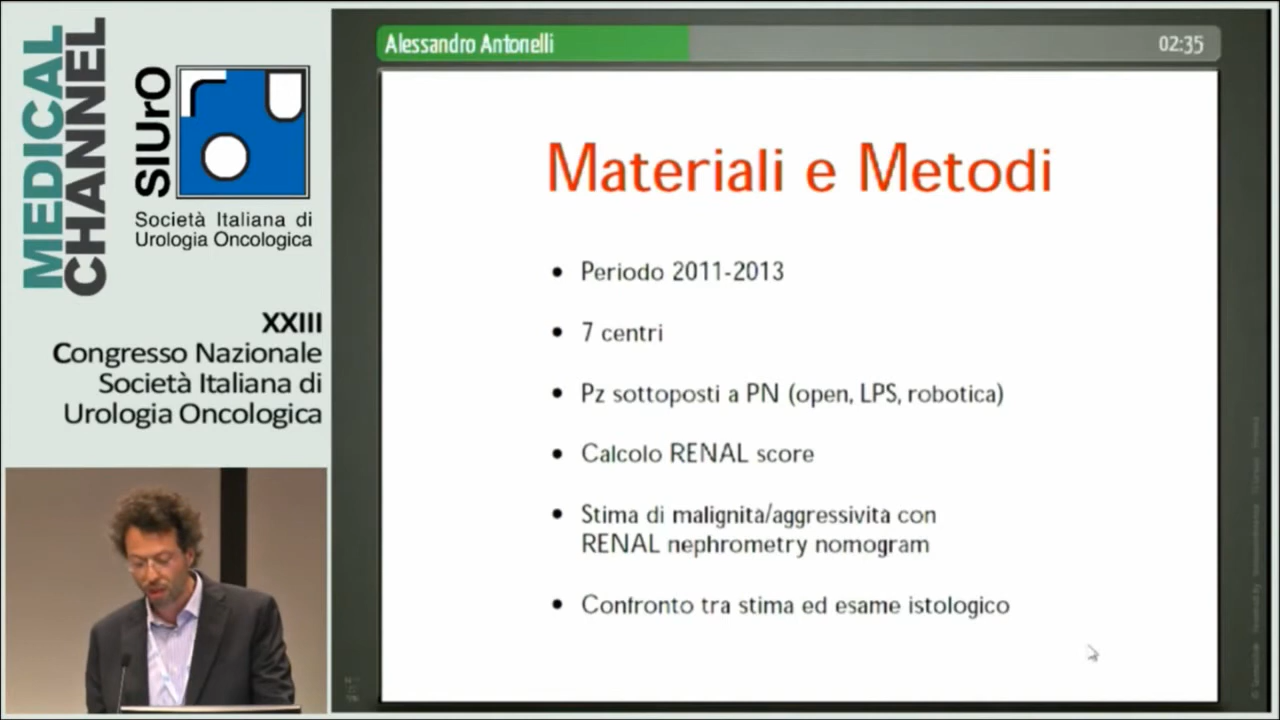 MEDICAL
CHANNEL
SIUrO
Società Italiana di
Urologia Oncologica
XXIII
Congresso Nazionale
Società Italiana di
Urologia Oncologica
Alessandro Antonelli
02:35
Materiali e Metodi
• Periodo 2011-2013
• 7 centri
• Pz sottoposti a PN (open, LPS, robotica)
• Calcolo RENAL score
• Stima di malignità/aggressività con
RENAL nephrometry nomogram
• Confronto tra stima ed esame istologico